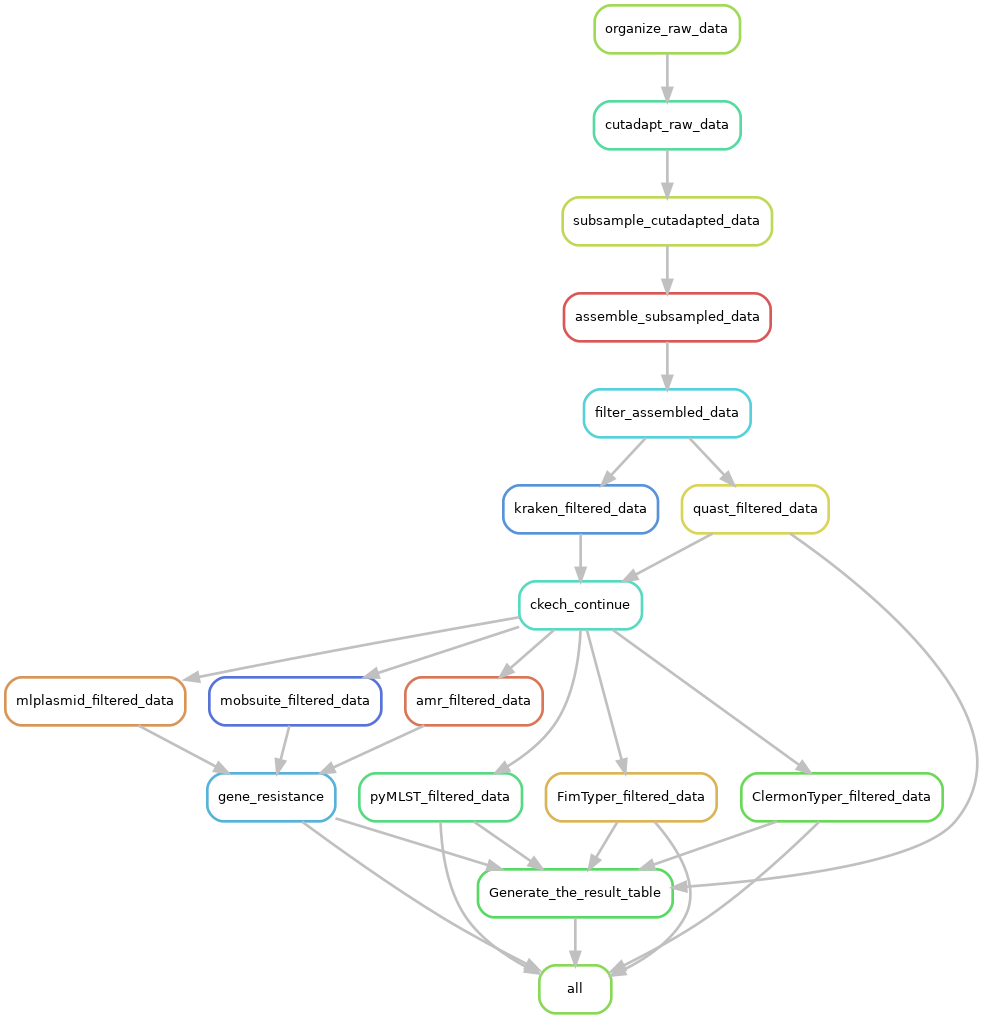 organize_raw_data
cutadapt_raw_data
subsample_cutadapted_data
assemble_subsampled_data
filter_assembled_data
kraken_filtered_data
quast_filtered_data
ckech_continue
mlplasmid_filtered_data
mobsuite_filtered_data
amr_filtered_data
gene_resistance
pyMLST_filtered_data
FimTyper_filtered_data
ClermonTyper_filtered_data
Generate_the_result_table
all